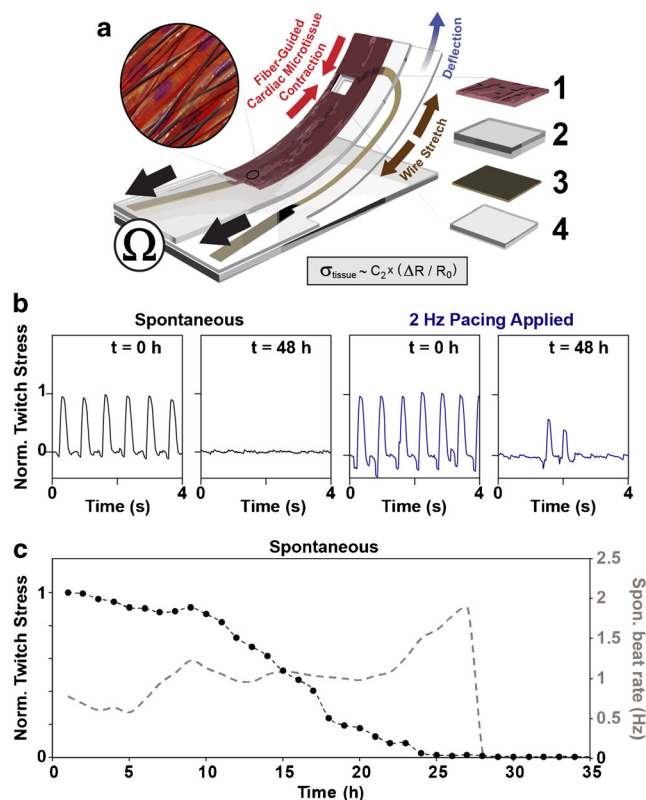 a
Fiber-Guided
Cardiac Microtissue
Contraction
Deflection
Wire Stretch
1
2
3
4
Ω
σtissue ~ C2 x ( ΔR / R0 )
b
Spontaneous
2 Hz Pacing Applied
t = 0 h
t = 48 h
t = 0 h
t = 48 h
Norm. Twitch Stress
1
0
0 4
0 4
0 4
0 4
Time (s)
Time (s)
Time (s)
Time (s)
c
Spontaneous
Norm. Twitch Stress
1
0
2.5
2
1.5
1
0.5
0
Spon. beat rate (Hz)
0 5 10 15 20 25 30 35
Time (h)